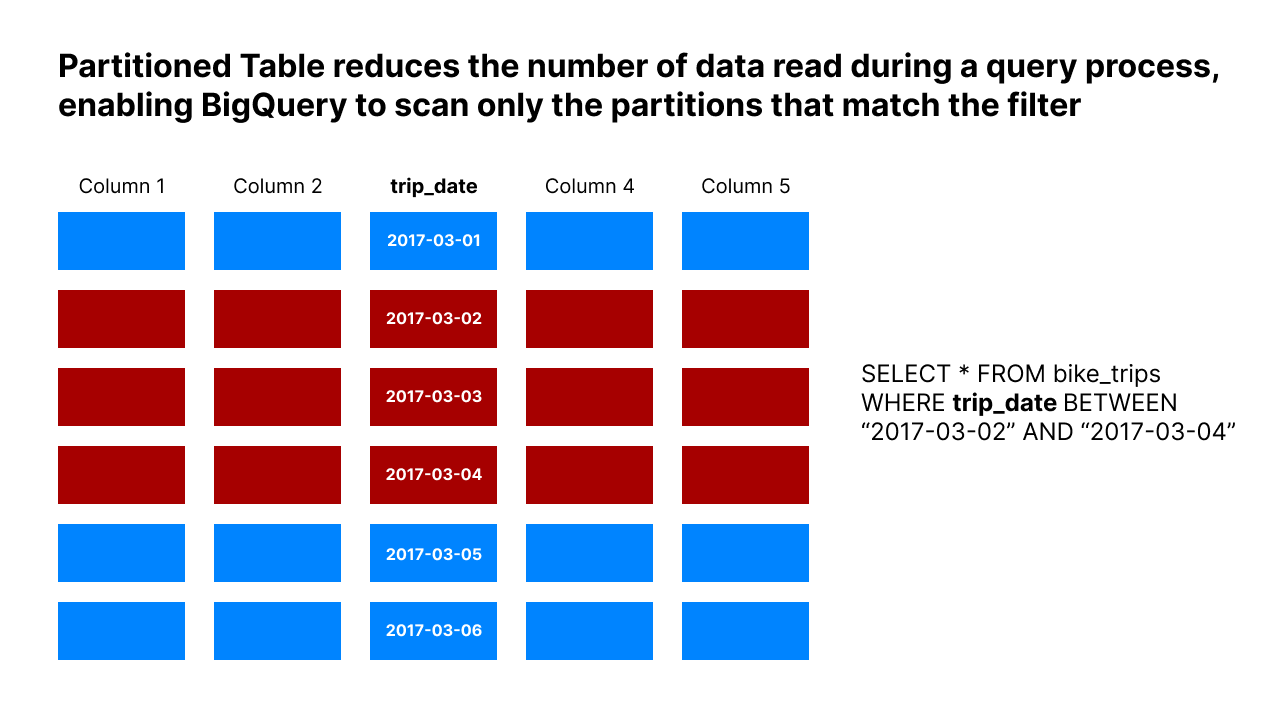 Partitioned Table reduces the number of data read during a query process,
enabling BigQuery to scan only the partitions that match the filter
Column 1 Column 2 trip_date Column 4 Column 5
2017-03-01
2017-03-02
2017-03-03
2017-03-04
2017-03-05
2017-03-06
SELECT * FROM bike_trips
WHERE trip_date BETWEEN
“2017-03-02” AND “2017-03-04”